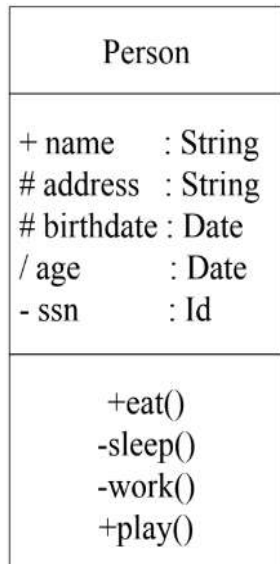 Person
+ name : String
# address : String
# birthdate : Date
/ age : Date
- ssn : Id
+eat()
-sleep()
-work()
+play()